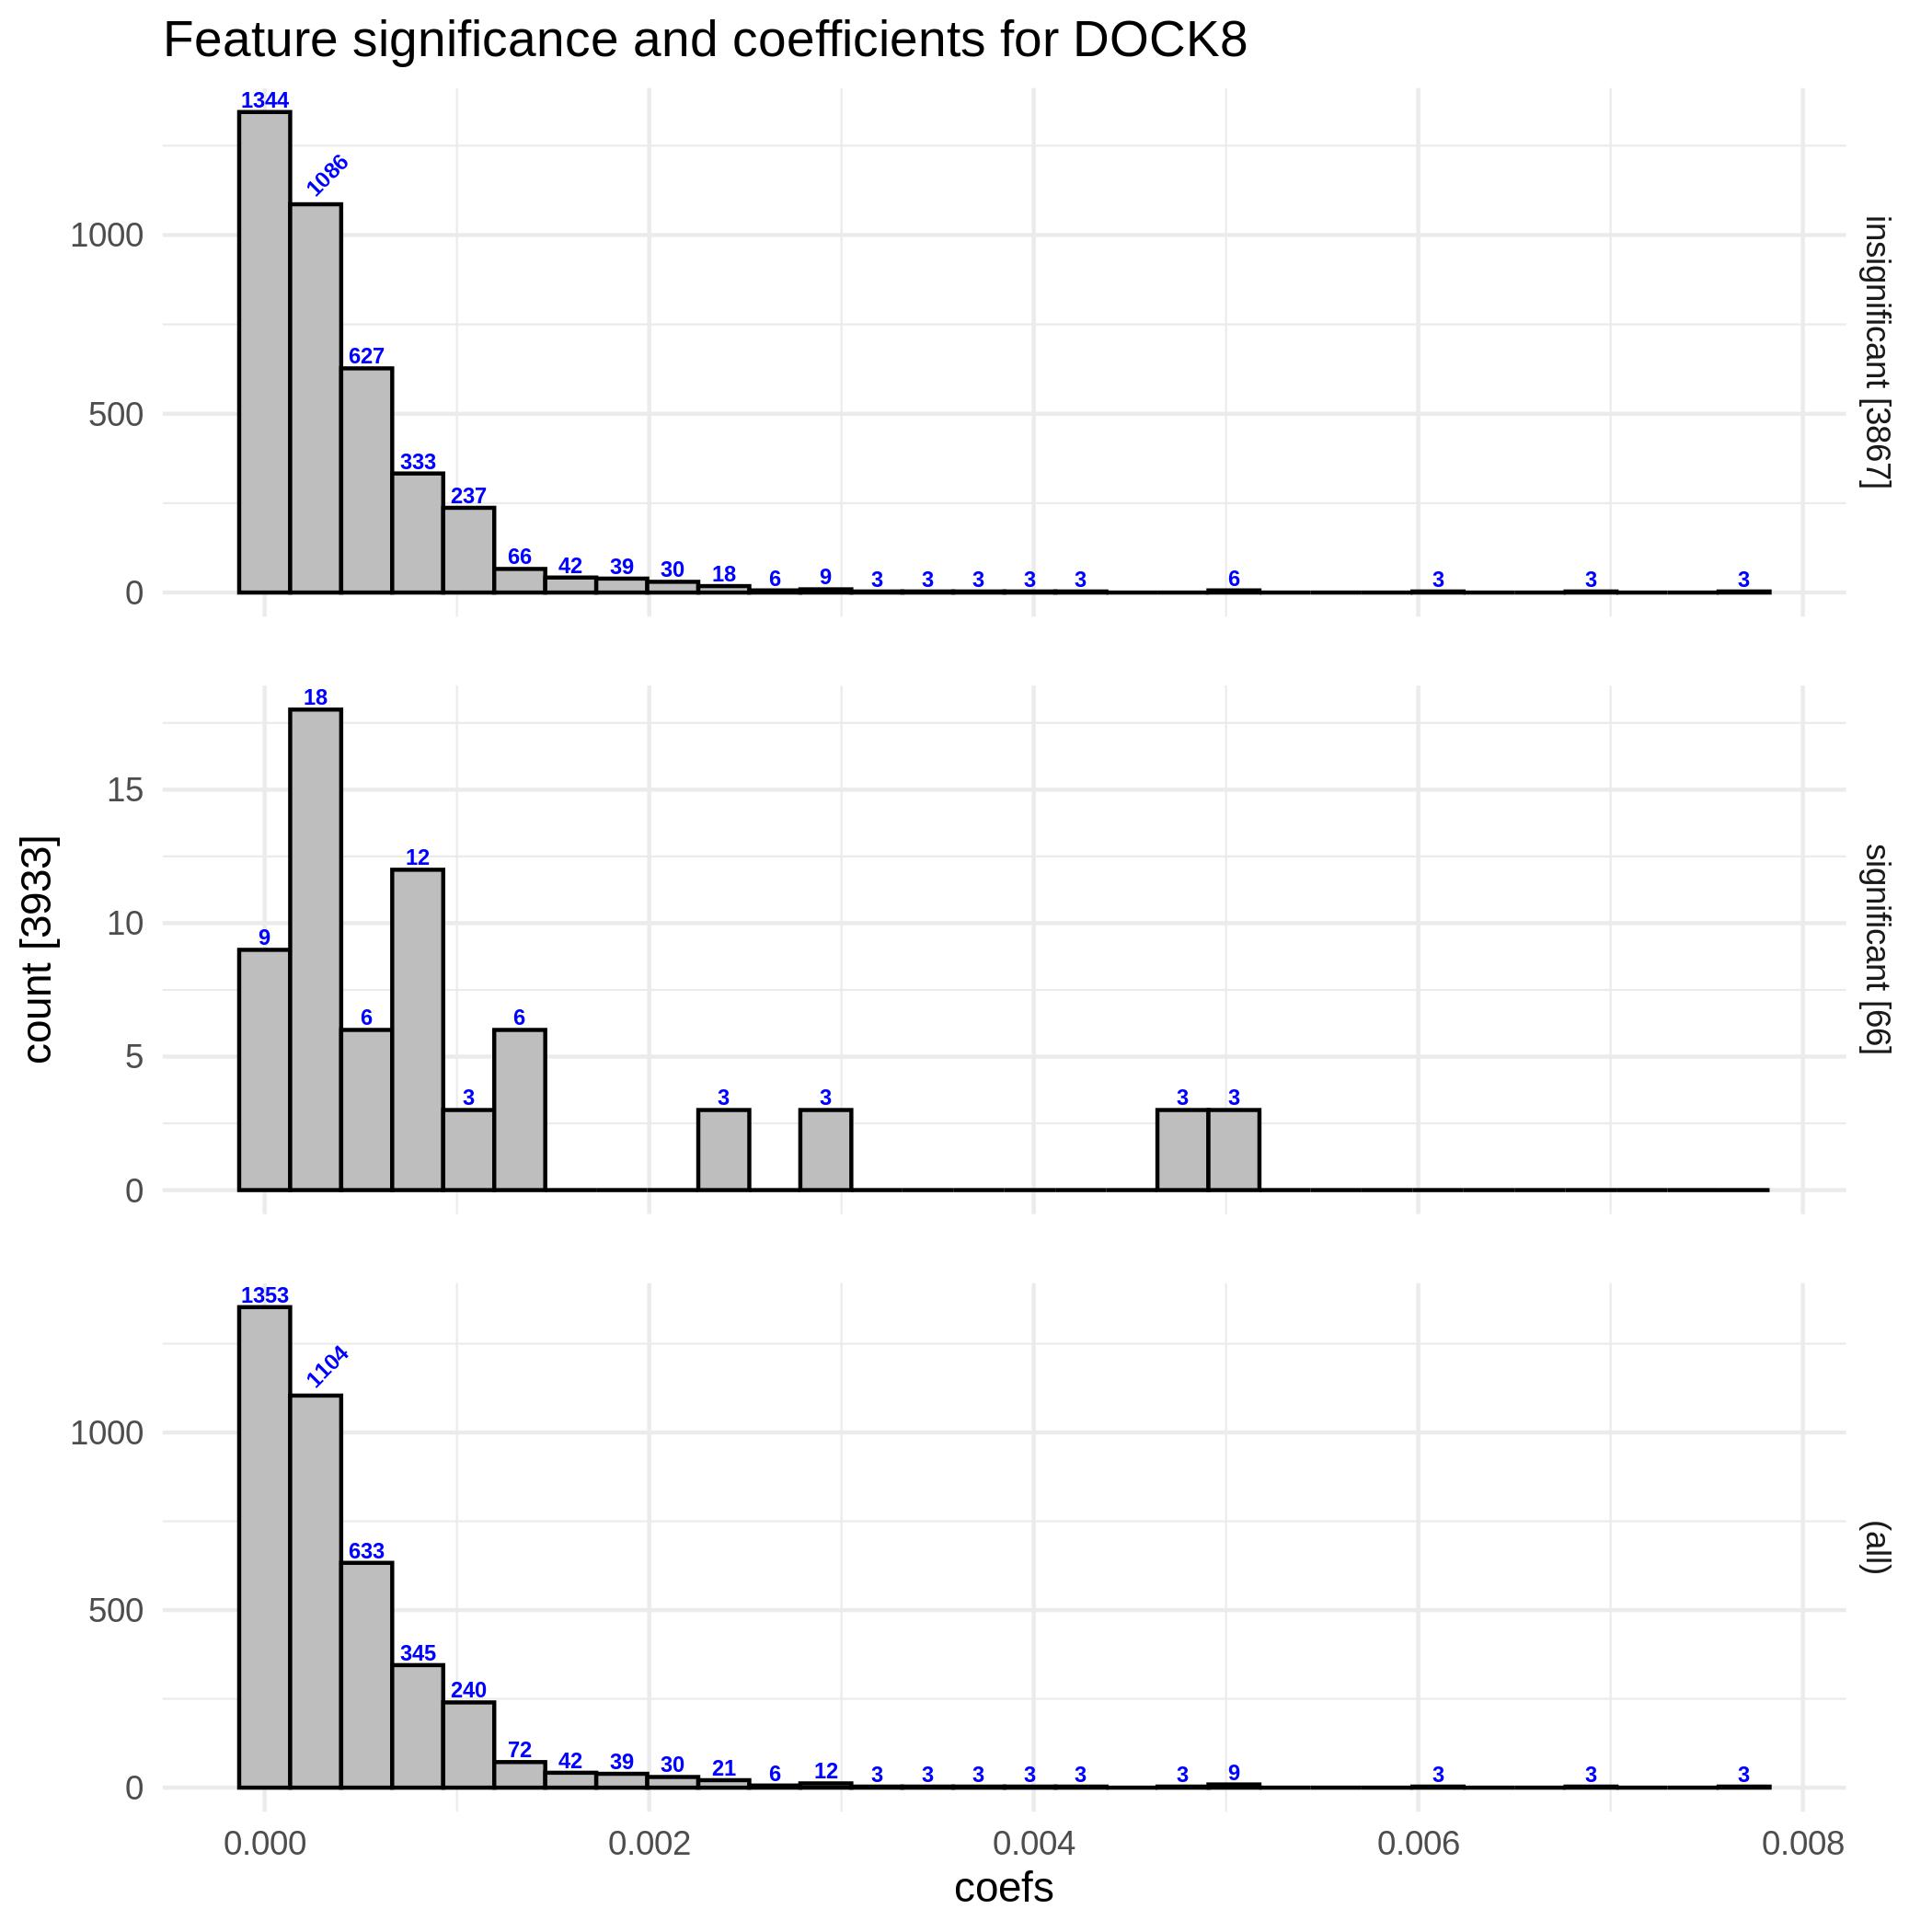 Feature significance and coefficients for DOCK8
1344
1086
627
333
237
66 42 39 30 18 6 9 3 3 3 3 3 6 3 3 3
1000
500
0
insignificant [3867]
18
12
9
6 3 6 3 3 3 3
15
10
5
0
significant [66]
count [3933]
1353
1104
633
345
240
72 42 39 30 21 6 12 3 3 3 3 3 3 9 3 3 3
1000
500
0
(all)
0.000 0.002 0.004 0.006 0.008
coefs